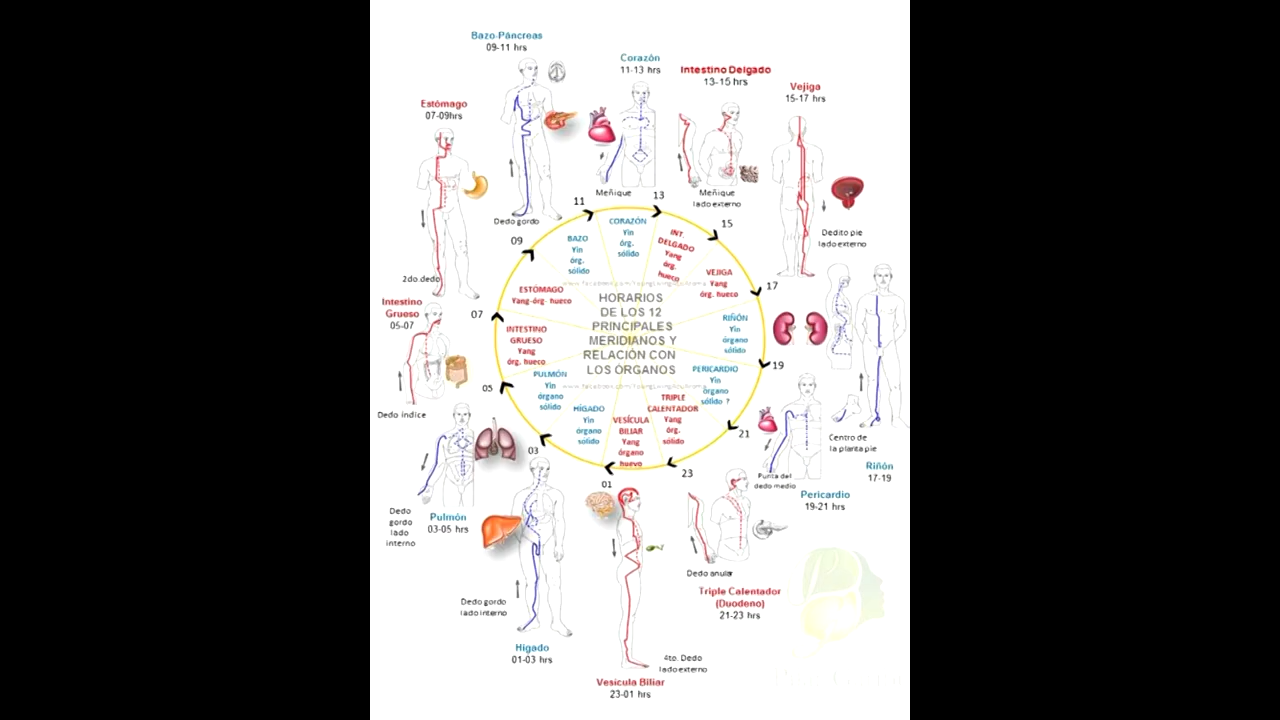 Bazo-Páncreas
09-11 hrs
Corazón
11-13 hrs
Intestino Delgado
13-15 hrs
Vejiga
15-17 hrs
Estómago
07-09hrs
Meñique
Meñique
lado externo
Dedo gordo
Dedito pie
lado externo
2do.dedo
11
13
15
17
19
21
23
01
03
05
07
09
CORAZÓN
Yin
órg.
sólido
INT.
DELGADO
Yang
órg.
hueco
VEJIGA
Yang
órg. hueco
RIÑÓN
Yin
órgano
sólido
PERICARDIO
Yin
órgano
sólido ?
TRIPLE
CALENTADOR
Yang
órg.
sólido
VESÍCULA
BILIAR
Yang
órgano
huevo
HÍGADO
Yin
órgano
sólido
PULMÓN
Yin
órgano
sólido
INTESTINO
GRUESO
Yang
órg. hueco
ESTÓMAGO
Yang-órg- hueco
BAZO
Yin
órg.
sólido
HORARIOS
DE LOS 12
PRINCIPALES
MERIDIANOS Y
RELACIÓN CON
LOS ÓRGANOS
Intestino
Grueso
05-07
Dedo índice
Dedo
gordo
lado
interno
Pulmón
03-05 hrs
Dedo gordo
lado interno
Hígado
01-03 hrs
4to. Dedo
lado externo
Vesícula Biliar
23-01 hrs
Dedo anular
Triple Calentador
(Duodeno)
21-23 hrs
Punta del
dedo medio
Pericardio
19-21 hrs
Centro de
la planta pie
Riñón
17-19